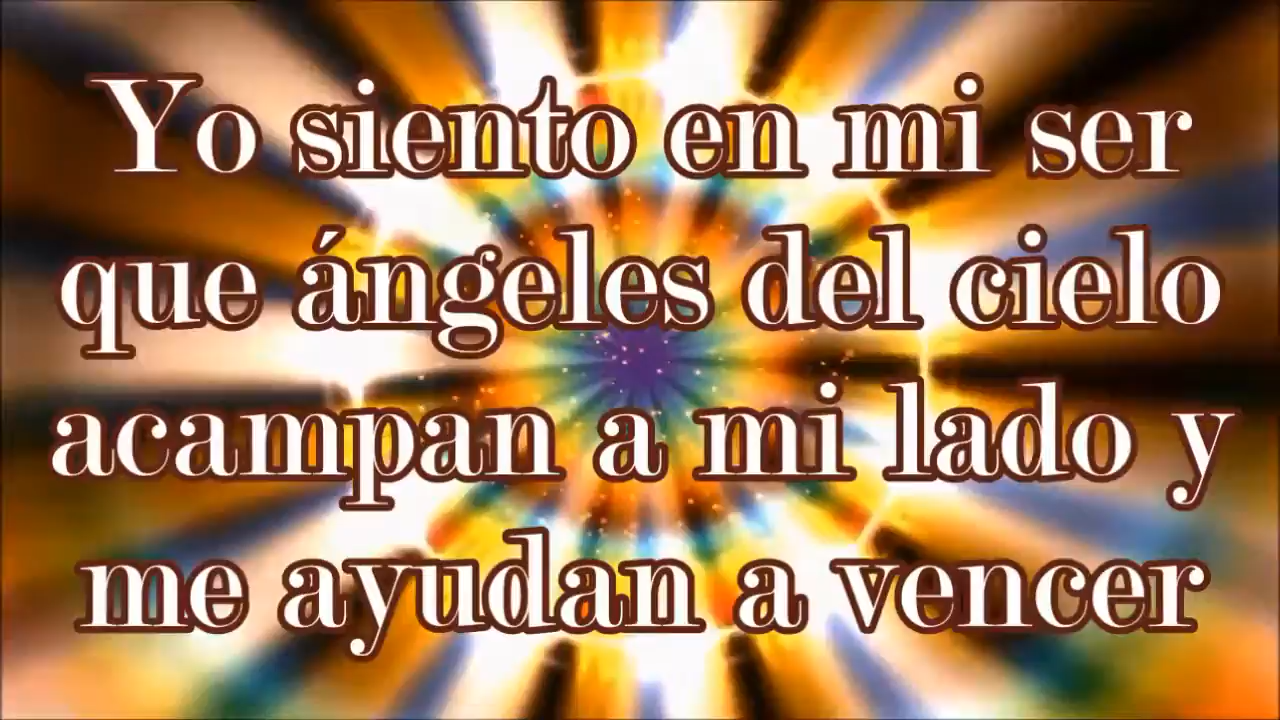 Yo siento en mi ser
que ángeles del cielo
acampan a mi lado y
me ayudan a vencer